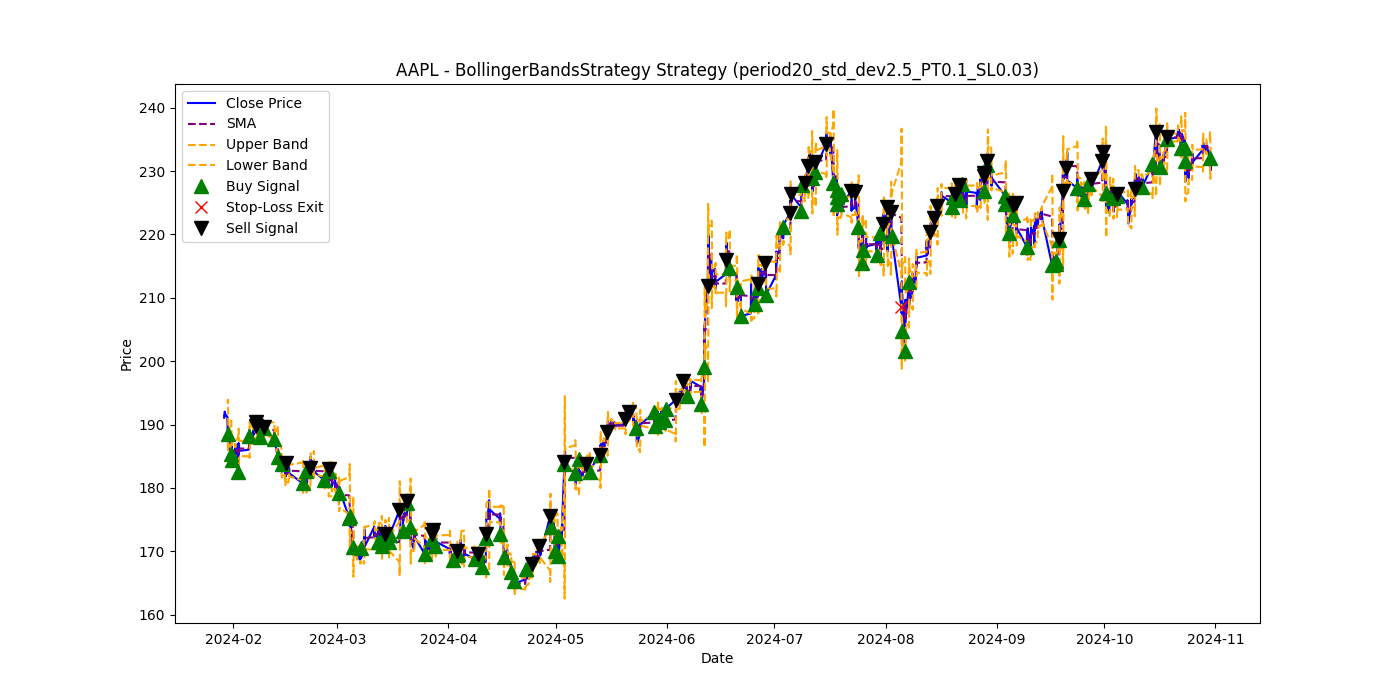 AAPL - BollingerBandsStrategy Strategy (period20_std_dev2.5_PT0.1_SL0.03)
Close Price
SMA
Upper Band
Lower Band
Buy Signal
Stop-Loss Exit
Sell Signal
Price
240
230
220
210
200
190
180
170
160
2024-02 2024-03 2024-04 2024-05 2024-06 2024-07 2024-08 2024-09 2024-10 2024-11
Date